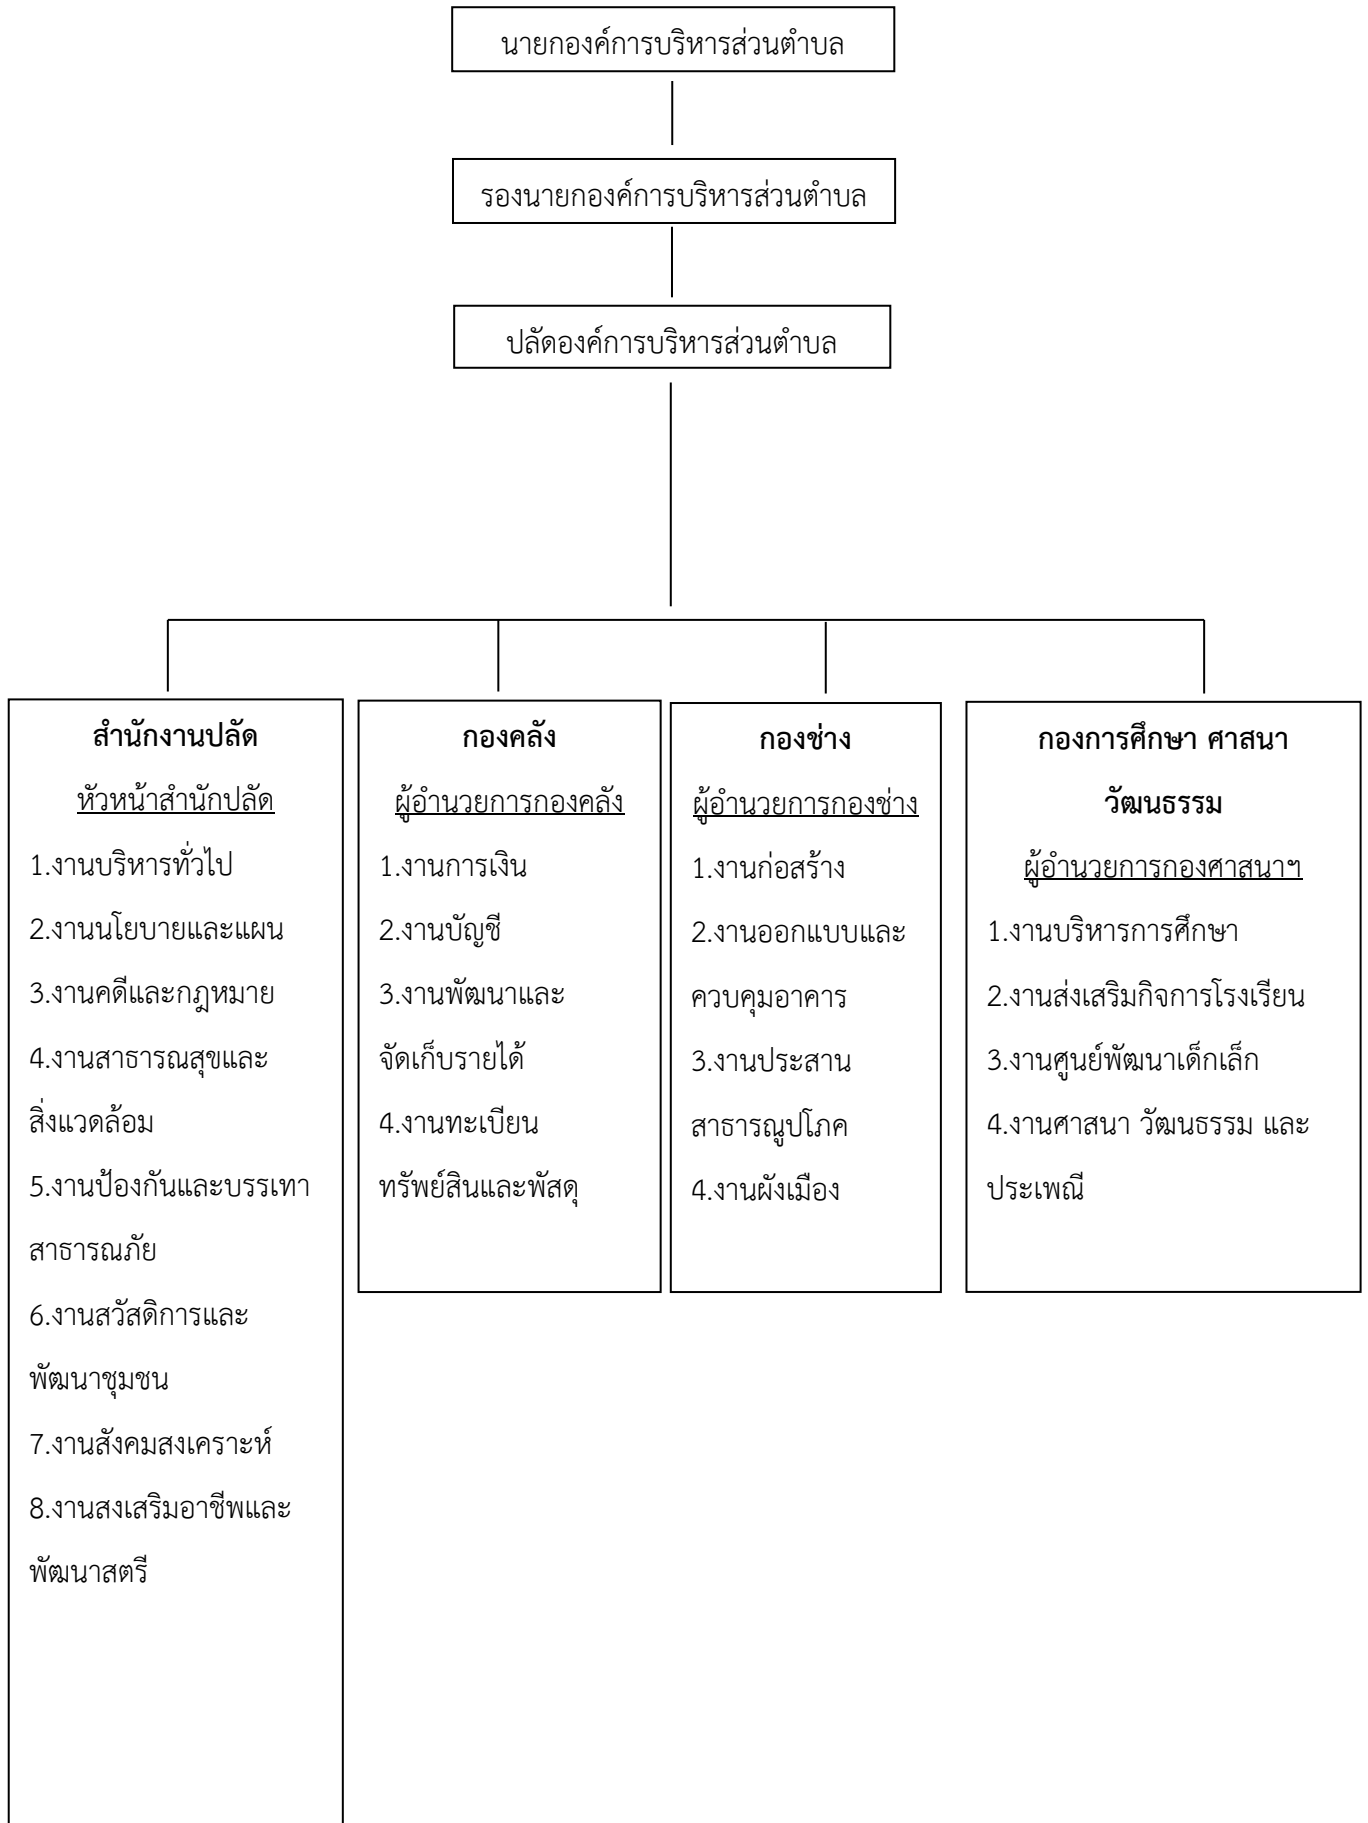 นายกองค์การบริหารส่วนตำบล
รองนายกองค์การบริหารส่วนตำบล
ปลัดองค์การบริหารส่วนตำบล
สำนักงานปลัด
หัวหน้าสำนักปลัด
1.งานบริหารทั่วไป
2.งานนโยบายและแผน
3.งานคดีและกฎหมาย
4.งานสาธารณสุขและ
สิ่งแวดล้อม
5.งานป้องกันและบรรเทา
สาธารณภัย
6.งานสวัสดิการและ
พัฒนาชุมชน
7.งานสังคมสงเคราะห์
8.งานสงเสริมอาชีพและ
พัฒนาสตรี
กองคลัง
ผู้อำนวยการกองคลัง
1.งานการเงิน
2.งานบัญชี
3.งานพัฒนาและ
จัดเก็บรายได้
4.งานทะเบียน
ทรัพย์สินและพัสดุ
กองช่าง
ผู้อำนวยการกองช่าง
1.งานก่อสร้าง
2.งานออกแบบและ
ควบคุมอาคาร
3.งานประสาน
สาธารณูปโภค
4.งานผังเมือง
กองการศึกษา ศาสนา
วัฒนธรรม
ผู้อำนวยการกองศาสนาฯ
1.งานบริหารการศึกษา
2.งานส่งเสริมกิจการโรงเรียน
3.งานศูนย์พัฒนาเด็กเล็ก
4.งานศาสนา วัฒนธรรม และ
ประเพณี